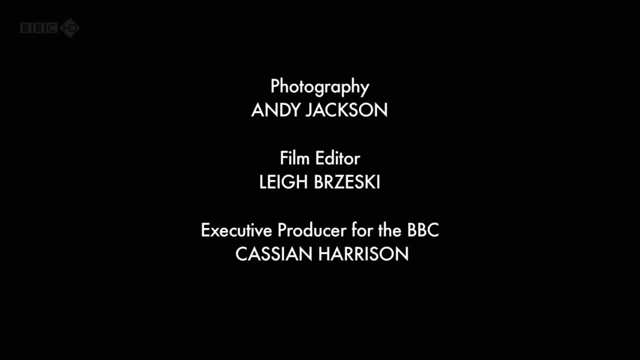 BBC HD
Photography
ANDY JACKSON
Film Editor
LEIGH BRZESKI
Executive Producer for the BBC
CASSIAN HARRISON